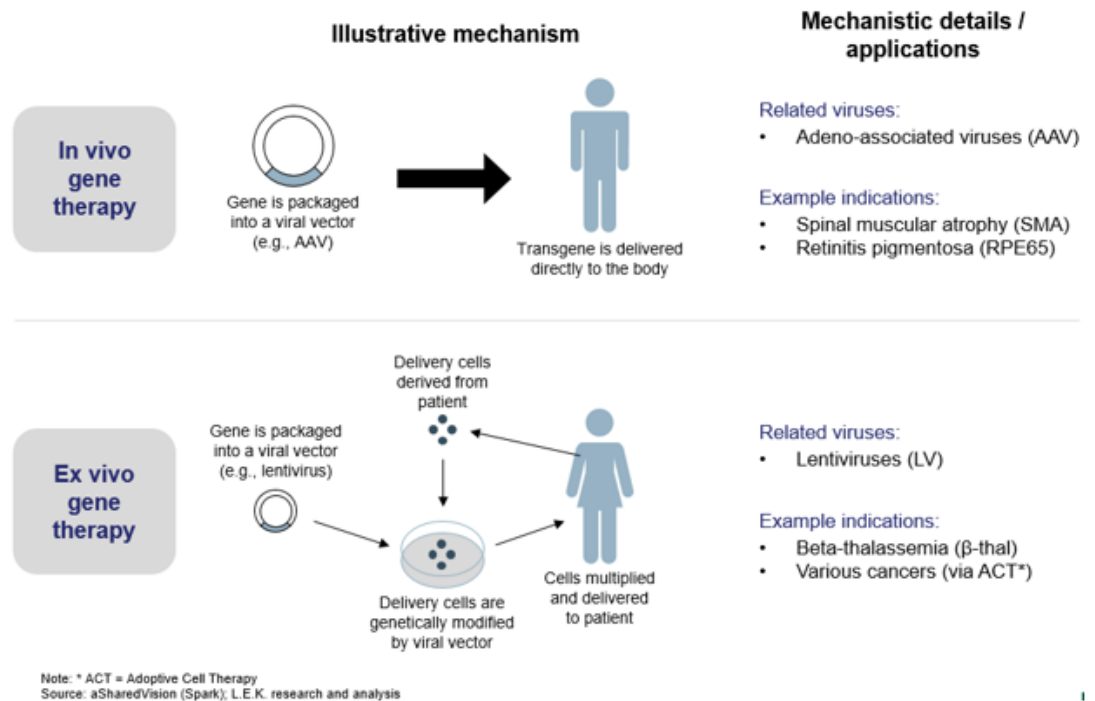 Illustrative mechanism
Mechanistic details /
applications
In vivo
gene
therapy
Gene is packaged
into a viral vector
(e.g., AAV)
Transgene is delivered
directly to the body
Related viruses:
• Adeno-associated viruses (AAV)
Example indications:
• Spinal muscular atrophy (SMA)
• Retinitis pigmentosa (RPE65)
Ex vivo
gene
therapy
Gene is packaged
into a viral vector
(e.g., lentivirus)
Delivery cells
derived from
patient
Delivery cells are
genetically modified
by viral vector
Cells multiplied
and delivered
to patient
Related viruses:
• Lentiviruses (LV)
Example indications:
• Beta-thalassemia (β-thal)
• Various cancers (via ACT*)
Note: * ACT = Adoptive Cell Therapy
Source: aSharedVision (Spark); L.E.K. research and analysis